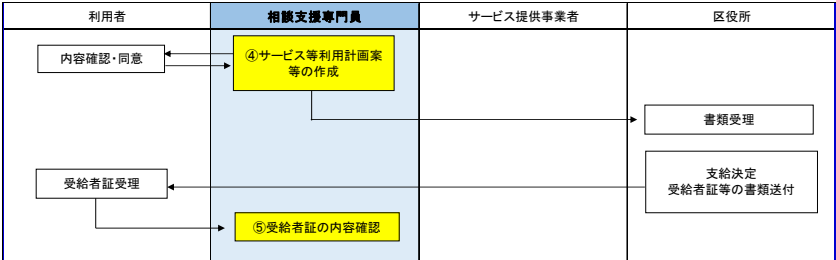 利用者
相談支援専門員
サービス提供事業者
区役所
内容確認・同意
④サービス等利用計画案
等の作成
書類受理
支給決定
受給者証等の書類送付
受給者証受理
⑤受給者証の内容確認